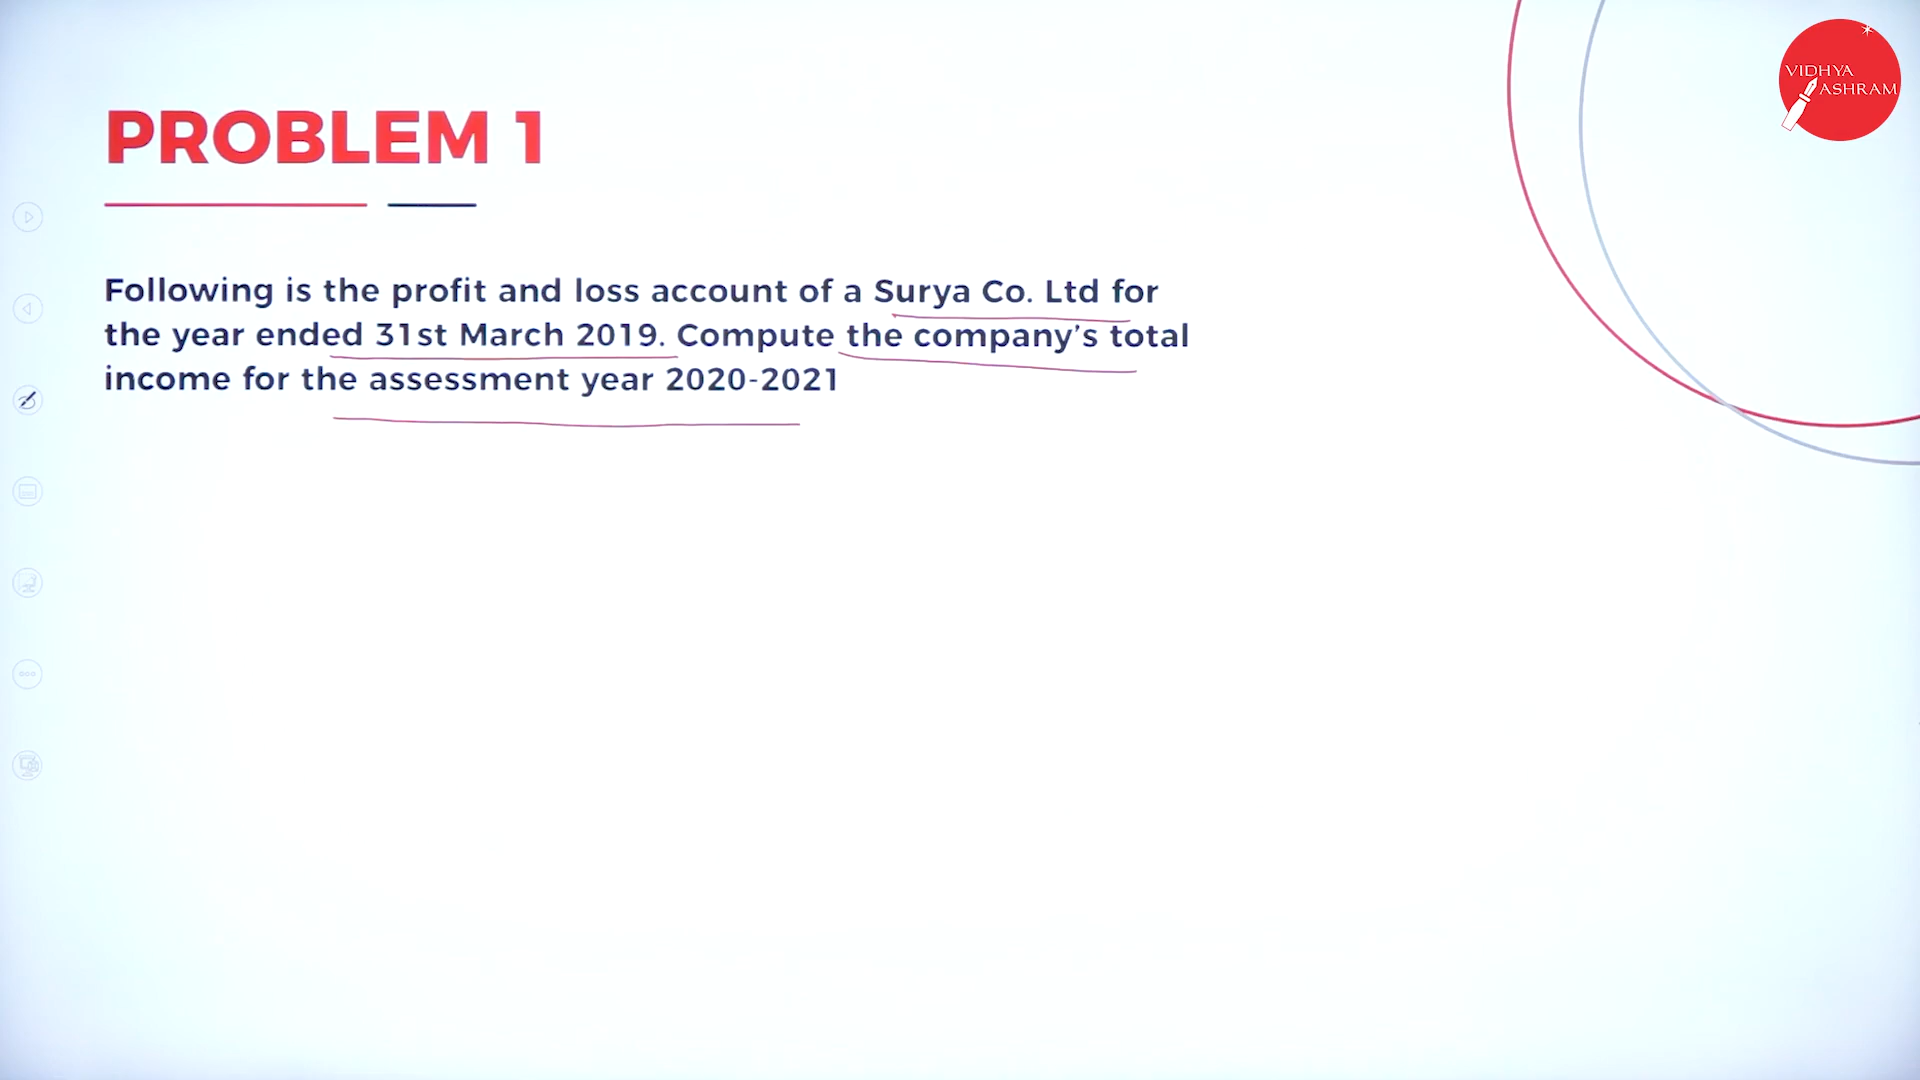 VIDHYA
ASHRAM
PROBLEM 1
Following is the profit and loss account of a Surya Co. Ltd for
the year ended 31st March 2019. Compute the company's total
income for the assessment year 2020-2021